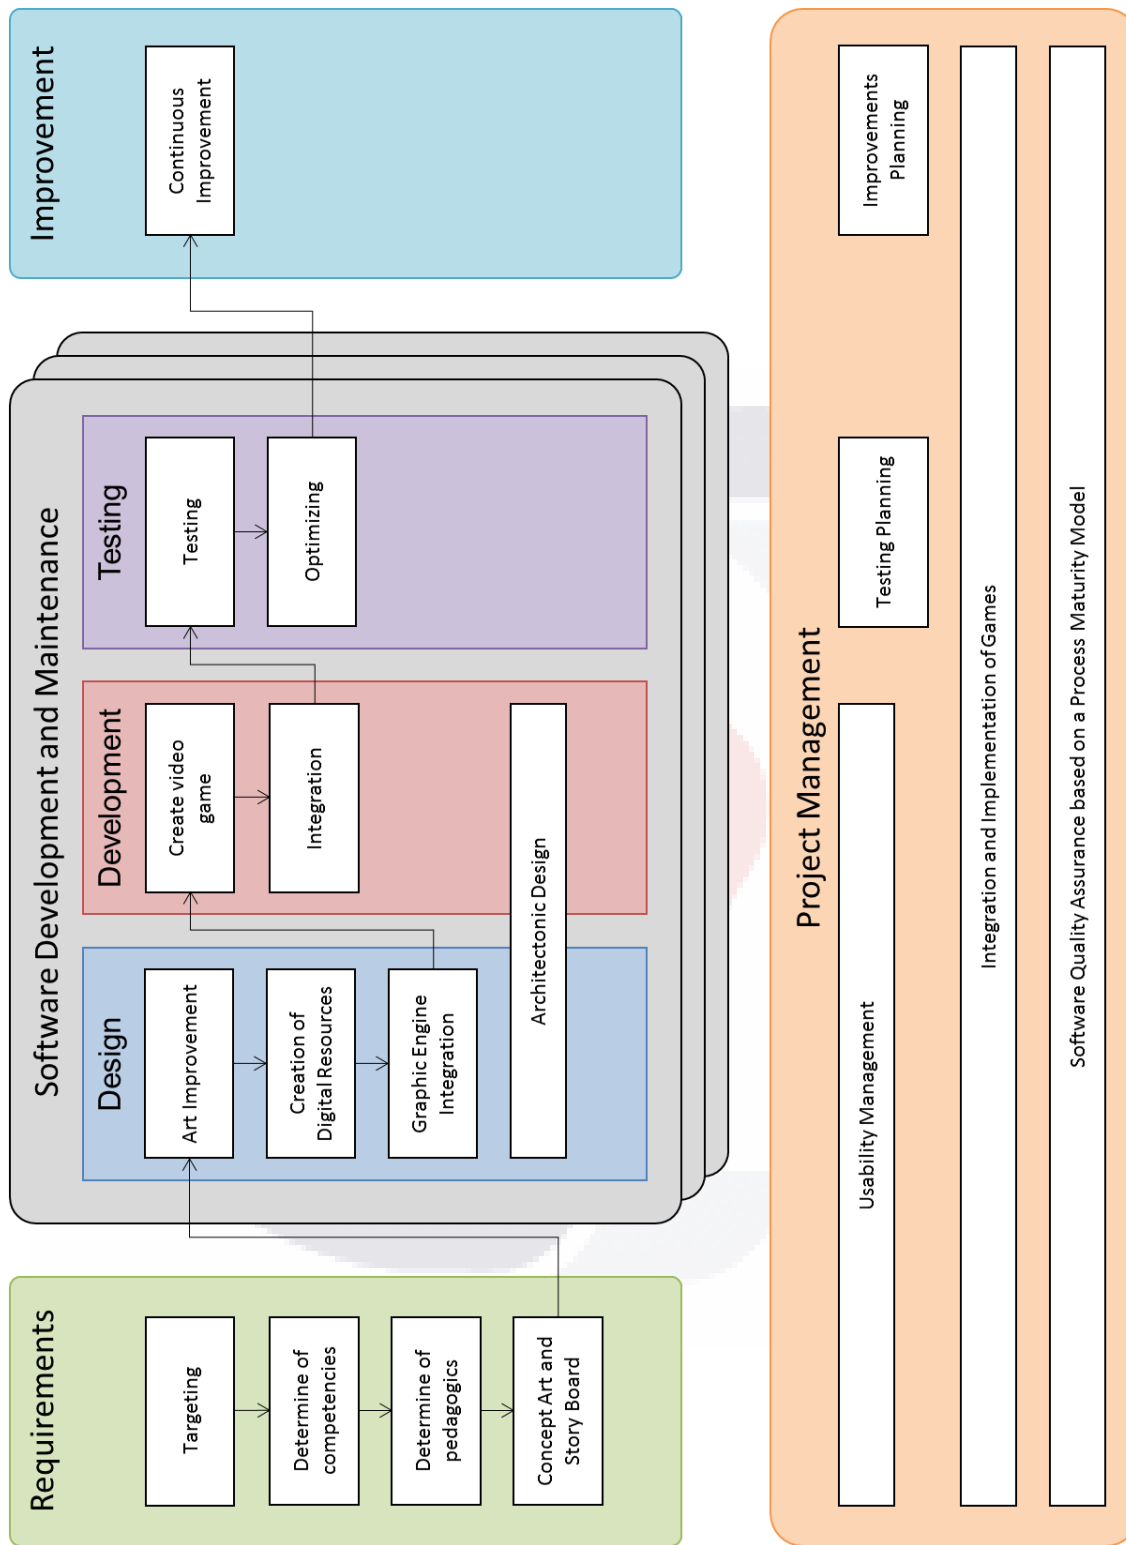 Requirements
Targeting
Determine of
competencies
Determine of
pedagogics
Concept Art and
Story Board
Software Development and Maintenance
Design
Art Improvement
Creation of
Digital Resources
Graphic Engine
Integration
Architectonic Design
Development
Create video
game
Integration
Testing
Testing
Optimizing
Improvement
Continuous
Improvement
Project Management
Usability Management
Testing Planning
Improvements
Planning
Integration and Implementation of Games
Software Quality Assurance based on a Process Maturity Model